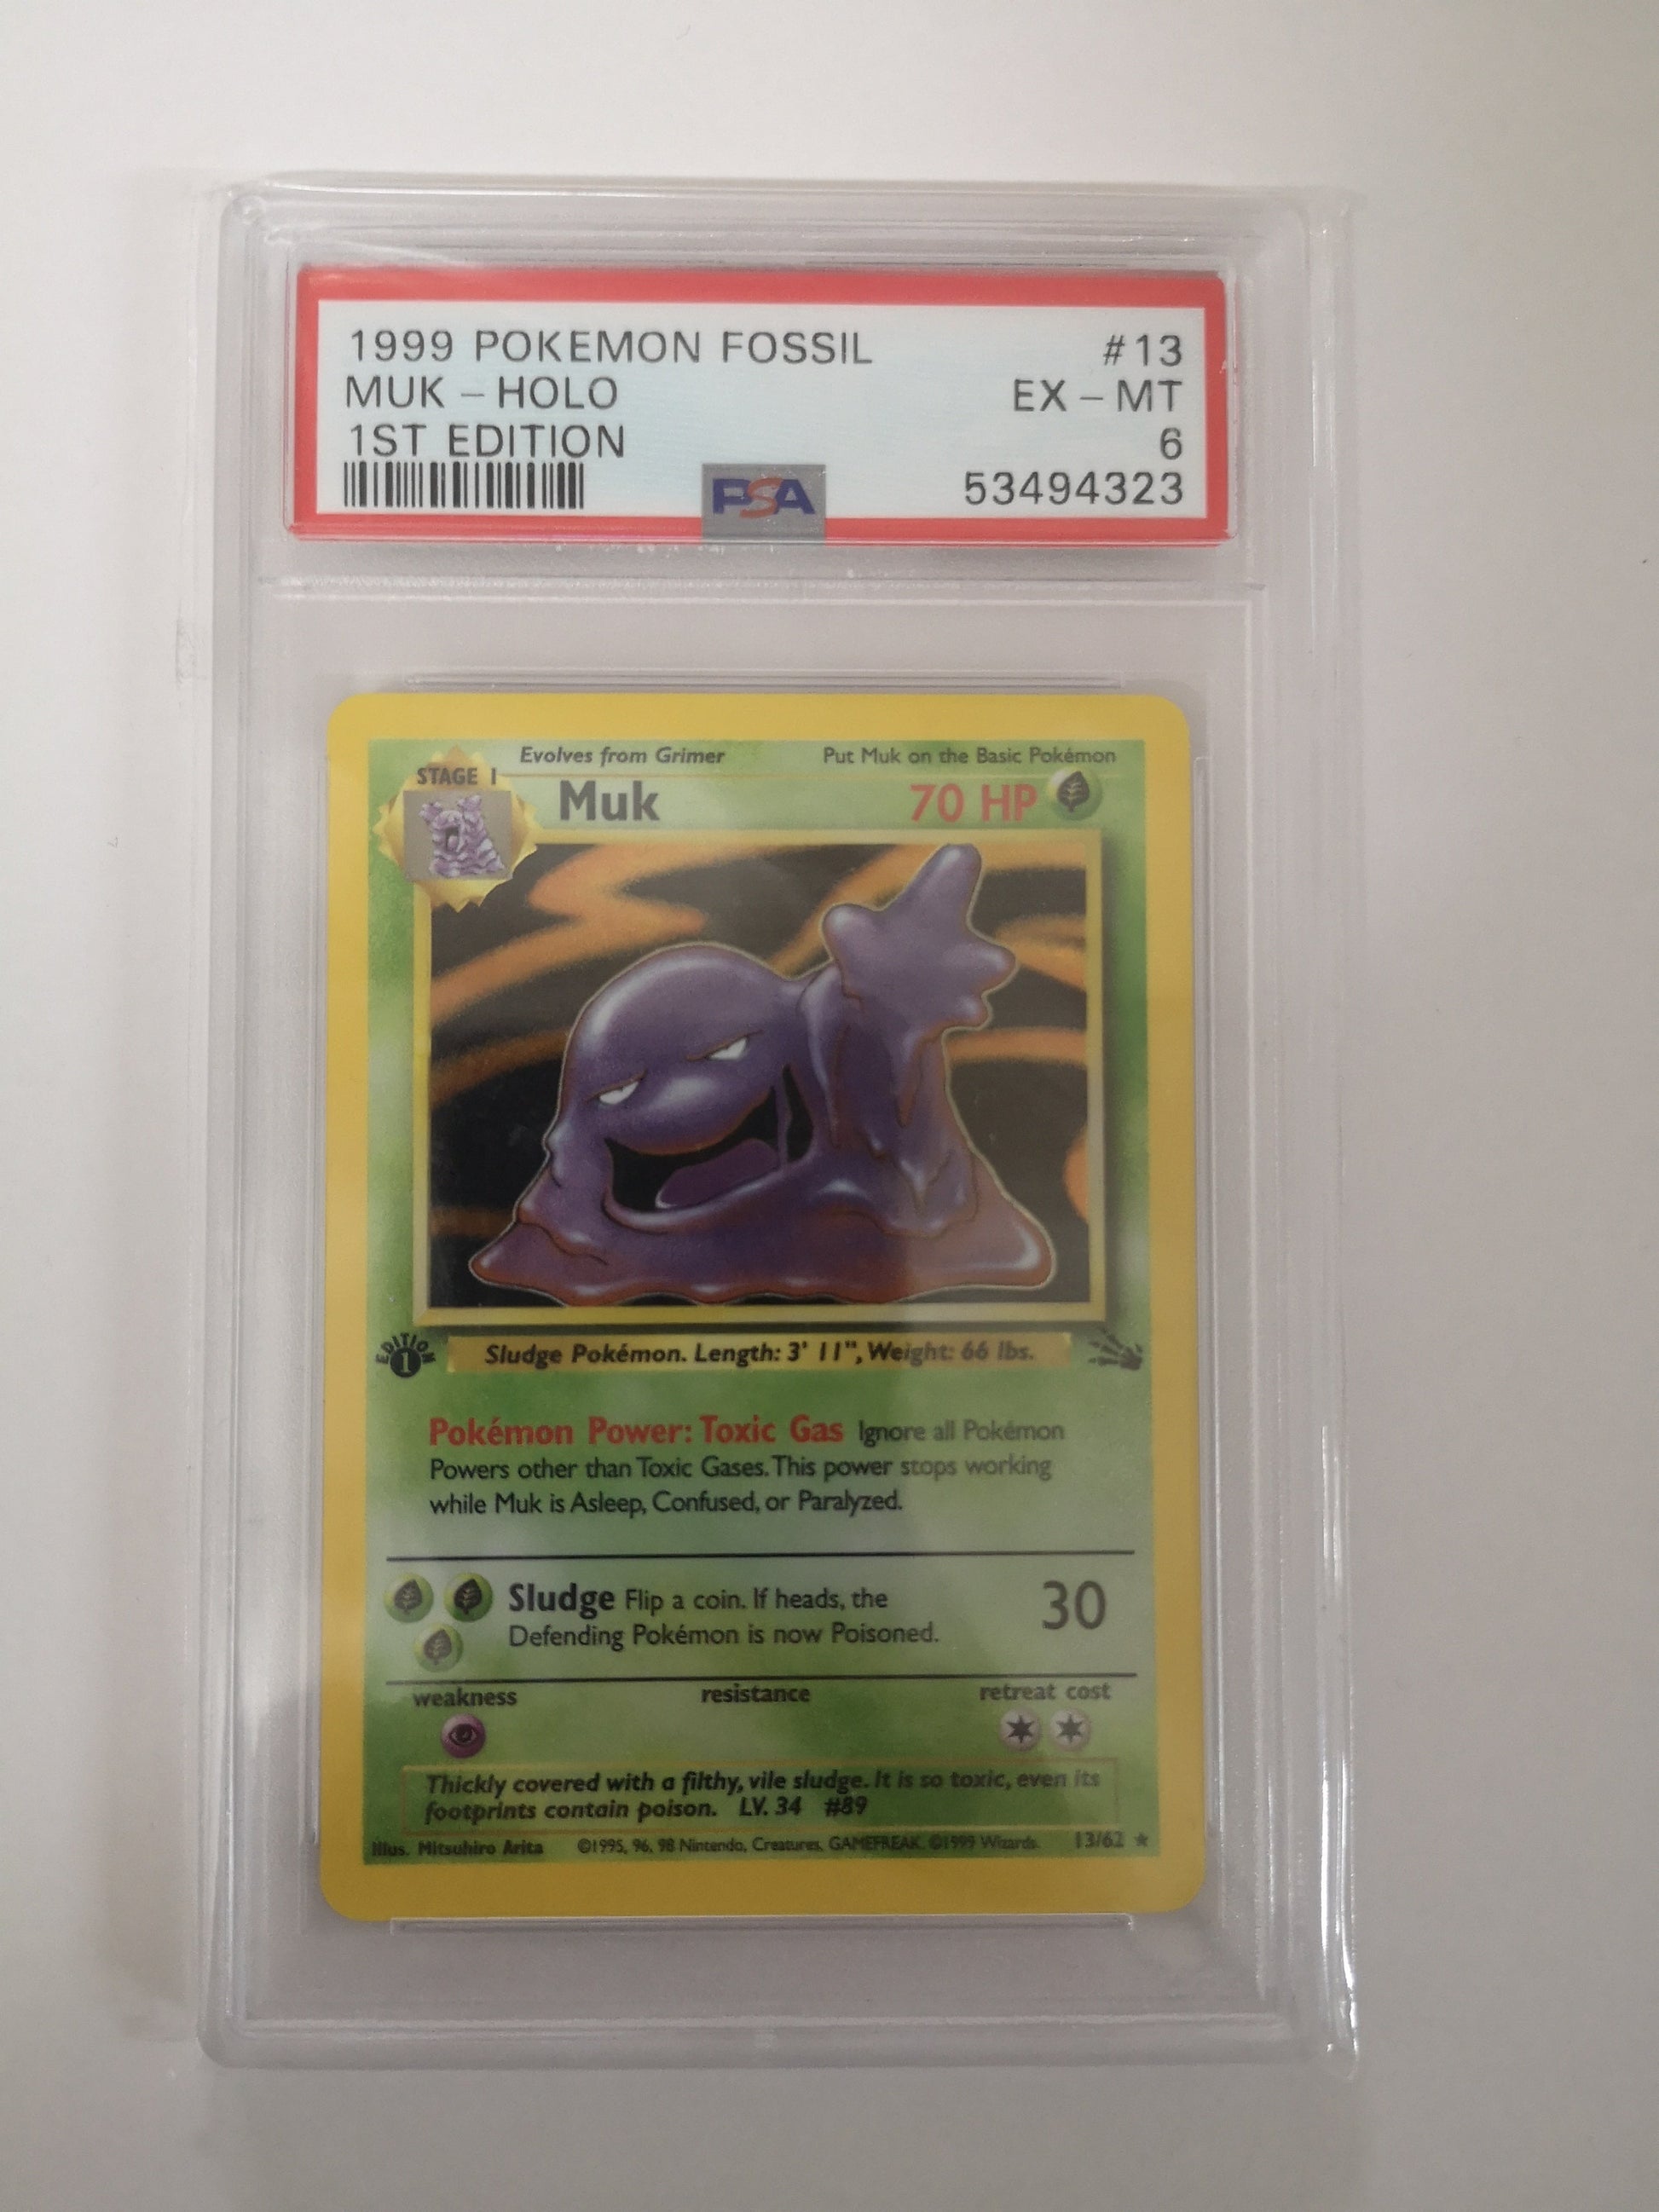 1999 POKEMON FOSSIL #13
MUK - HOLO EX - MT
1ST EDITION 6
PSA 53494323
Evolves from Grimer Put Muk on the Basic Pokémon
STAGE 1
Muk 70 HP
EDITION
1
Sludge Pokémon. Length: 3' 11", Weight: 66 lbs.
Pokémon Power: Toxic Gas Ignore all Pokémon
Powers other than Toxic Gases. This power stops working
while Muk is Asleep, Confused, or Paralyzed.
Sludge Flip a coin. If heads, the
Defending Pokémon is now Poisoned.
30
weakness resistance retreat cost
Thickly covered with a filthy, vile sludge. It is so toxic, even its
footprints contain poison. LV. 34 #89
Illus. Mitsuhiro Arita ©1995, 96, 98 Nintendo, Creatures, GAMEFREAK. ©1999 Wizards. 13/62 ★